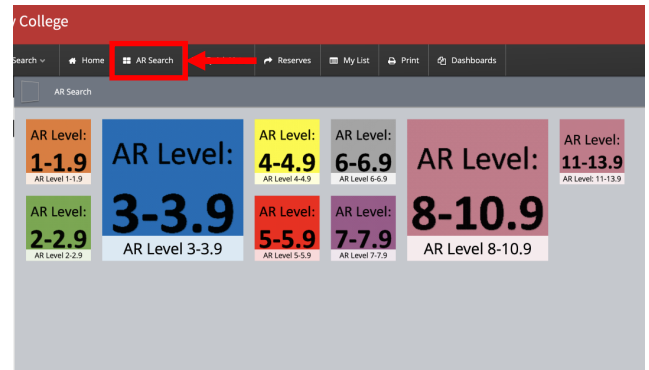 College
Search
Home
AR Search
Reserves
My List
Print
Dashboards
AR Search
AR Level:
1-1.9
AR Level 1-1.9
AR Level:
2-2.9
AR Level 2-2.9
AR Level:
3-3.9
AR Level 3-3.9
AR Level:
4-4.9
AR Level 4-4.9
AR Level:
5-5.9
AR Level 5-5.9
AR Level:
6-6.9
AR Level 6-6.9
AR Level:
7-7.9
AR Level 7-7.9
AR Level:
8-10.9
AR Level 8-10.9
AR Level:
11-13.9
AR Level: 11-13.9